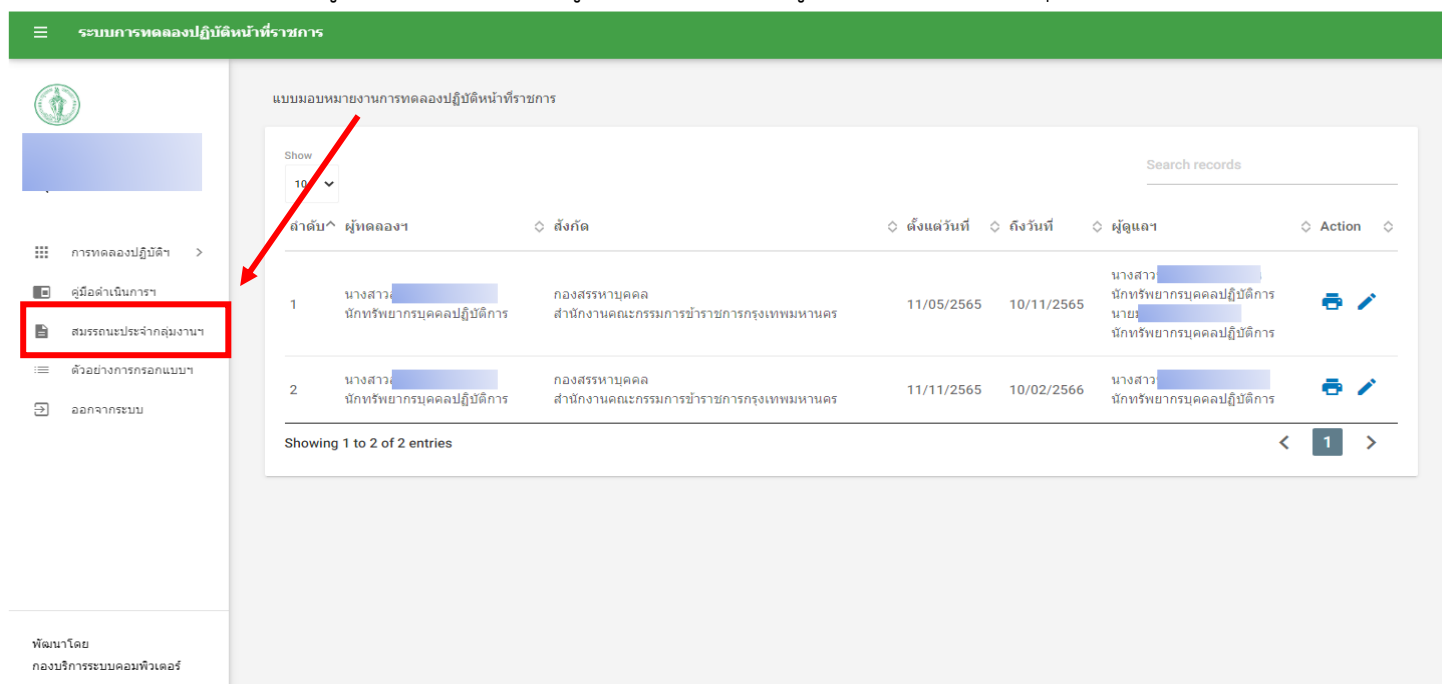 ระบบการทดลองปฏิบัติหน้าที่ราชการ
แบบมอบหมายงานการทดลองปฏิบัติหน้าที่ราชการ
Show
10
Search records
ลำดับ ผู้ทดลองฯ สังกัด ตั้งแต่วันที่ ถึงวันที่ ผู้ดูแลฯ Action
การทดลองปฏิบัติฯ
คู่มือดำเนินการฯ
สมรรถนะประจำกลุ่มงานฯ
ตัวอย่างการกรอกแบบฯ
ออกจากระบบ
1 นางสาว กองสรรหาบุคคล 11/05/2565 10/11/2565 นางสาว
นักทรัพยากรบุคคลปฏิบัติการ สำนักงานคณะกรรมการข้าราชการกรุงเทพมหานคร นักทรัพยากรบุคคลปฏิบัติการ
นาย
นักทรัพยากรบุคคลปฏิบัติการ
2 นางสาว กองสรรหาบุคคล 11/11/2565 10/02/2566 นางสาว
นักทรัพยากรบุคคลปฏิบัติการ สำนักงานคณะกรรมการข้าราชการกรุงเทพมหานคร นักทรัพยากรบุคคลปฏิบัติการ
Showing 1 to 2 of 2 entries
1
พัฒนาโดย
กองบริการระบบคอมพิวเตอร์